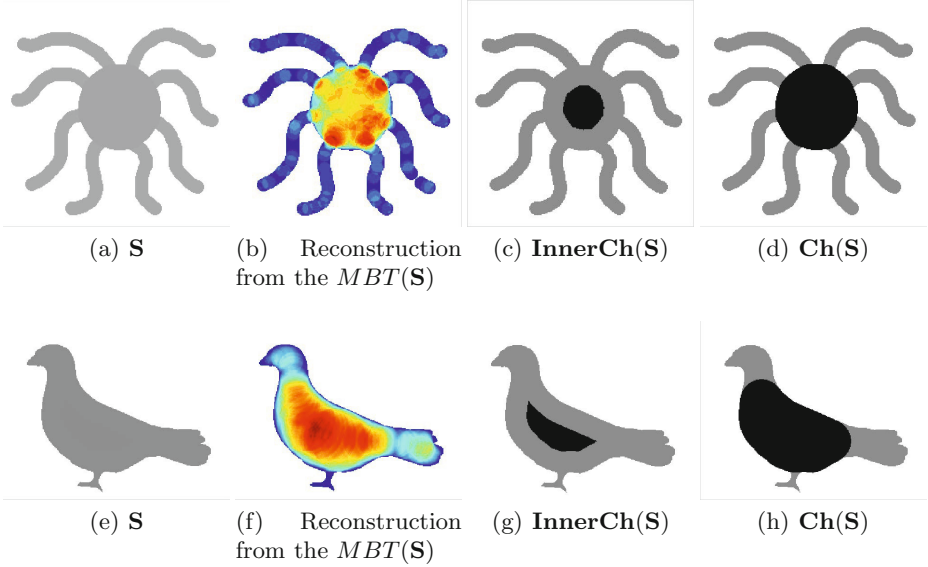 (a) S
(b) Reconstruction
from the MBT(S)
(c) InnerCh(S)
(d) Ch(S)
(e) S
(f) Reconstruction
from the MBT(S)
(g) InnerCh(S)
(h) Ch(S)